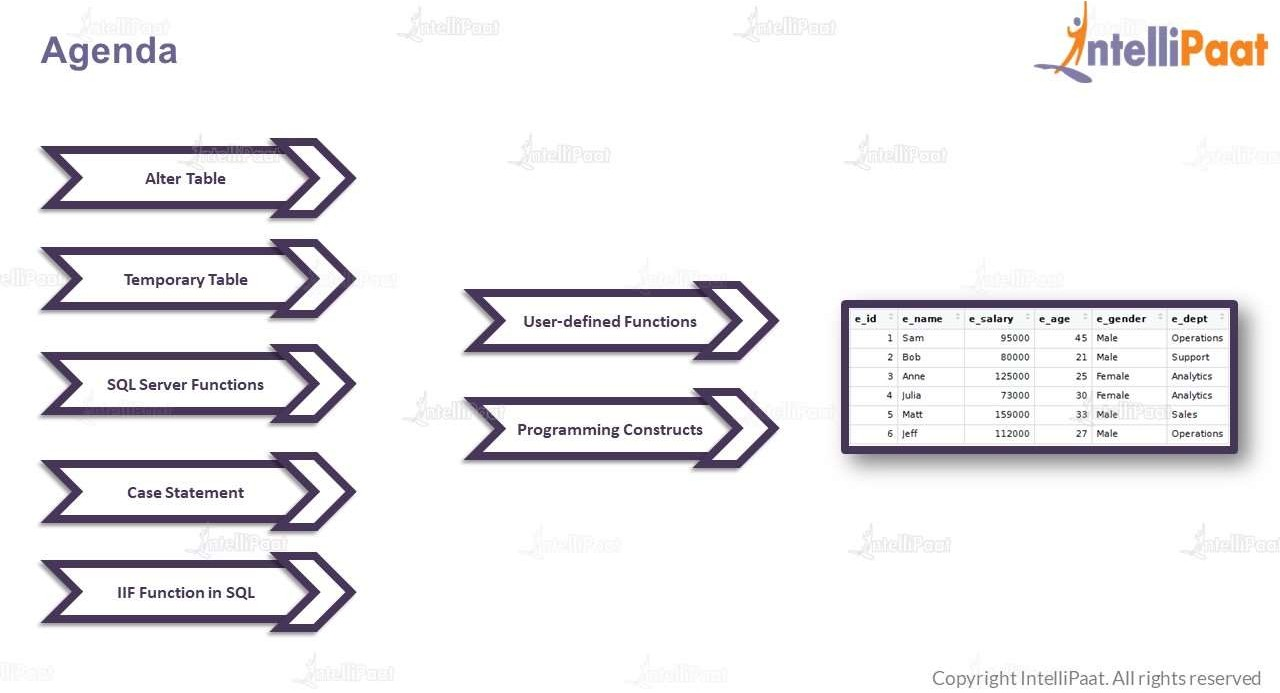 Agenda
IntelliPaat
Alter Table
Temporary Table
SQL Server Functions
Case Statement
IIF Function in SQL
User-defined Functions
Programming Constructs
e_id e_name e_salary e_age e_gender e_dept
1 Sam 95000 45 Male Operations
2 Bob 80000 21 Male Support
3 Anne 125000 25 Female Analytics
4 Julia 73000 30 Female Analytics
5 Matt 159000 33 Male Sales
6 Jeff 112000 27 Male Operations
Copyright IntelliPaat. All rights reserved